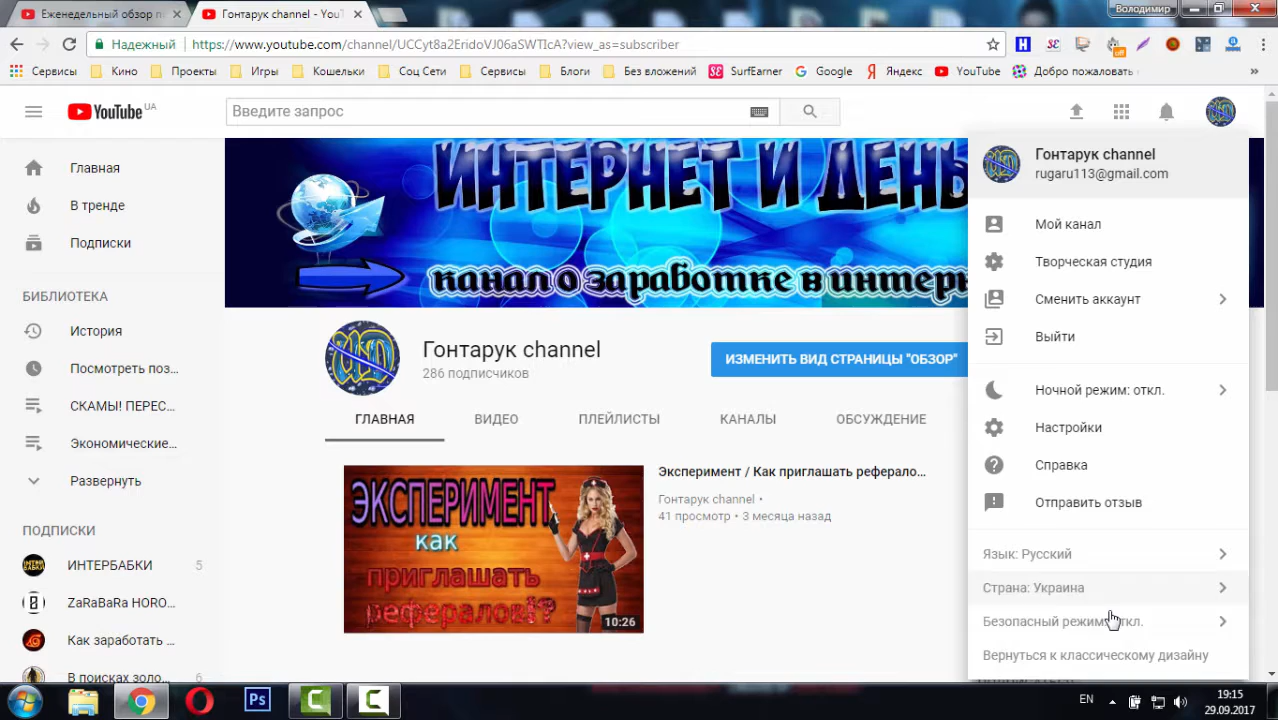 Еженедельный обзор п
Гонтарук channel - YouT
Володимир
Надежный
https://www.youtube.com/channel/UCCyt8a2EridoVJ06aSWTIcA?view_as=subscriber
Сервисы
Кино
Проекты
Игры
Кошельки
Соц Сети
Сервисы
Блоги
Без вложений
SurfEarner
Google
Яндекс
YouTube
Добро пожаловать
YouTube UA
Введите запрос
Главная
В тренде
Подписки
БИБЛИОТЕКА
История
Посмотреть поз...
СКАМЫ! ПЕРЕС...
Экономические...
Развернуть
ПОДПИСКИ
ИНТЕРБАБКИ 5
ZaRaBaRa HORO...
Как заработать ...
В поисках золо...
ИНТЕРНЕТ И ДЕНЬ
канал о заработке в интерн
Гонтарук channel
286 подписчиков
ИЗМЕНИТЬ ВИД СТРАНИЦЫ "ОБЗОР"
ГЛАВНАЯ
ВИДЕО
ПЛЕЙЛИСТЫ
КАНАЛЫ
ОБСУЖДЕНИЕ
ЭКСПЕРИМЕНТ
как
приглашать
рефералов!?
10:26
Эксперимент / Как приглашать реферало...
Гонтарук channel •
41 просмотр • 3 месяца назад
Гонтарук channel
rugaru113@gmail.com
Мой канал
Творческая студия
Сменить аккаунт
Выйти
Ночной режим: откл.
Настройки
Справка
Отправить отзыв
Язык: Русский
Страна: Украина
Безопасный режим: откл.
Вернуться к классическому дизайну
Ps
EN
19:15
29.09.2017